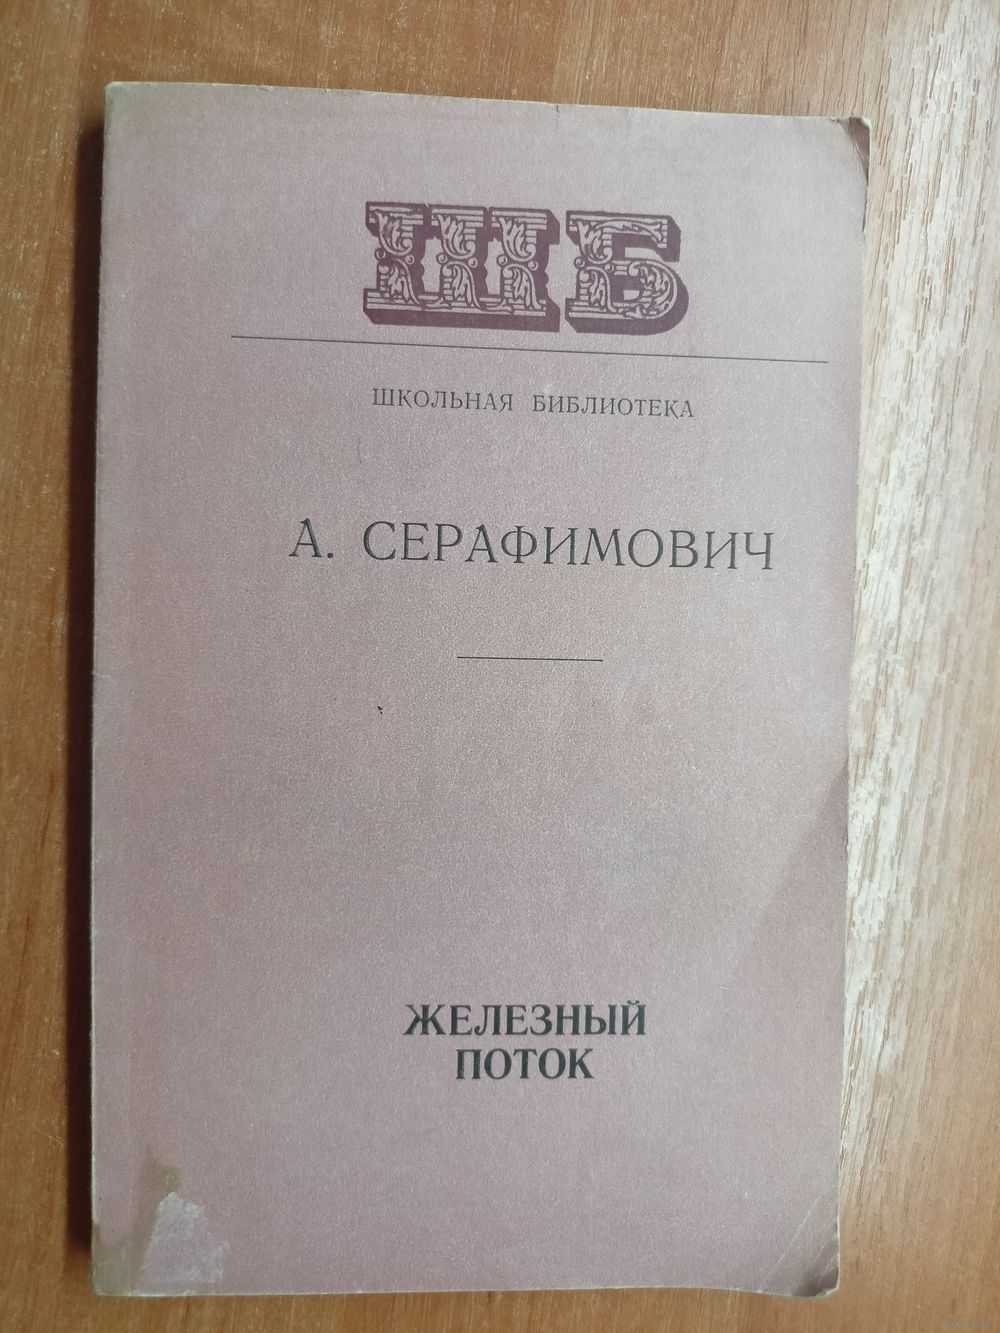 ШБ
ШКОЛЬНАЯ БИБЛИОТЕКА
А. СЕРАФИМОВИЧ
ЖЕЛЕЗНЫЙ
ПОТОК